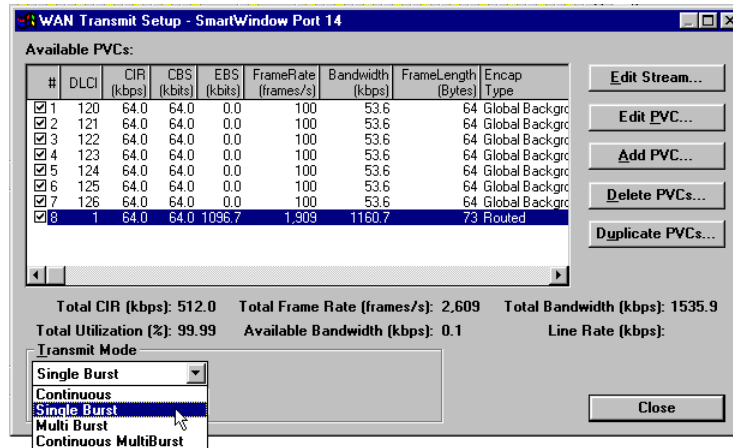 WAN Transmit Setup - SmartWindow Port 14
Available PVCs:
# DLCI CIR (kbps) CBS (kbits) EBS (kbits) FrameRate (frames/s) Bandwidth (kbps) FrameLength (Bytes) Encap Type
1 120 64.0 64.0 0.0 100 53.6 64 Global Backgrc
2 121 64.0 64.0 0.0 100 53.6 64 Global Backgrc
3 122 64.0 64.0 0.0 100 53.6 64 Global Backgrc
4 123 64.0 64.0 0.0 100 53.6 64 Global Backgrc
5 124 64.0 64.0 0.0 100 53.6 64 Global Backgrc
6 125 64.0 64.0 0.0 100 53.6 64 Global Backgrc
7 126 64.0 64.0 0.0 100 53.6 64 Global Backgrc
8 1 64.0 64.0 1096.7 1,909 1160.7 73 Routed
Edit Stream...
Edit PVC...
Add PVC...
Delete PVCs...
Duplicate PVCs...
Total CIR (kbps): 512.0 Total Frame Rate (frames/s): 2,609 Total Bandwidth (kbps): 1535.9
Total Utilization (%): 99.99 Available Bandwidth (kbps): 0.1 Line Rate (kbps):
Transmit Mode
Single Burst
Continuous
Single Burst
Multi Burst
Continuous MultiBurst
Close